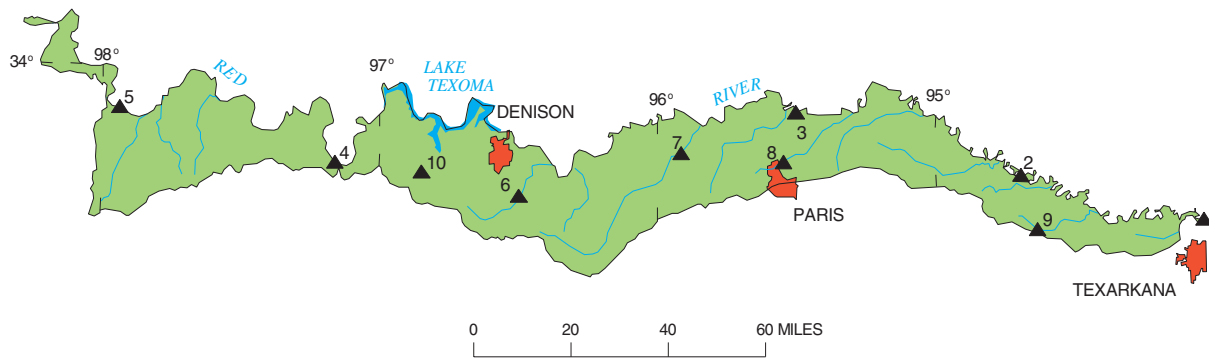 34°
98°
5
RED
97°
LAKE
TEXOMA
DENISON
4
10
6
96°
RIVER
7
3
8
PARIS
95°
2
9
TEXARKANA
0 20 40 60 MILES